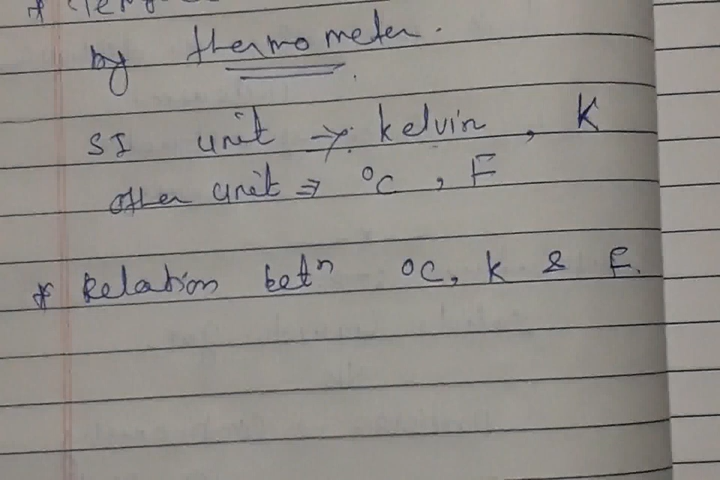 *
by thermometer.
SI unit → kelvin, K
other unit ⇒ °C, F
* Relation betⁿ °C, K & F.